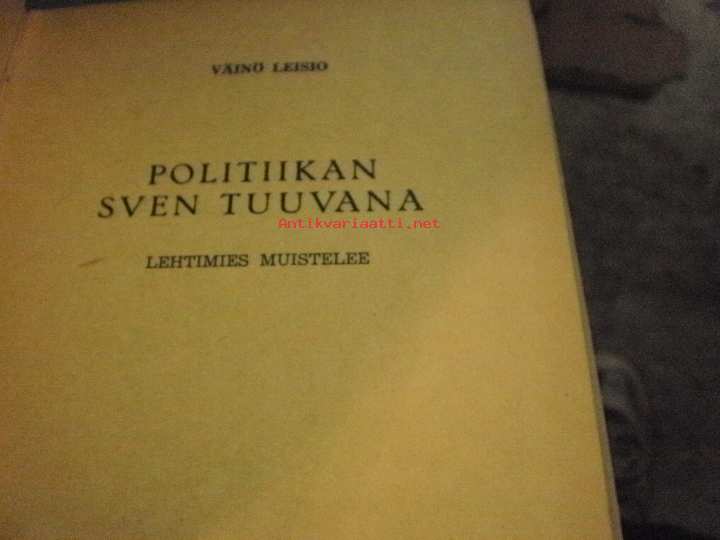 VÄINÖ LEISIO
POLITIIKAN
SVEN TUUVANA
Antikvariaatti.net
LEHTIMIES MUISTELEE